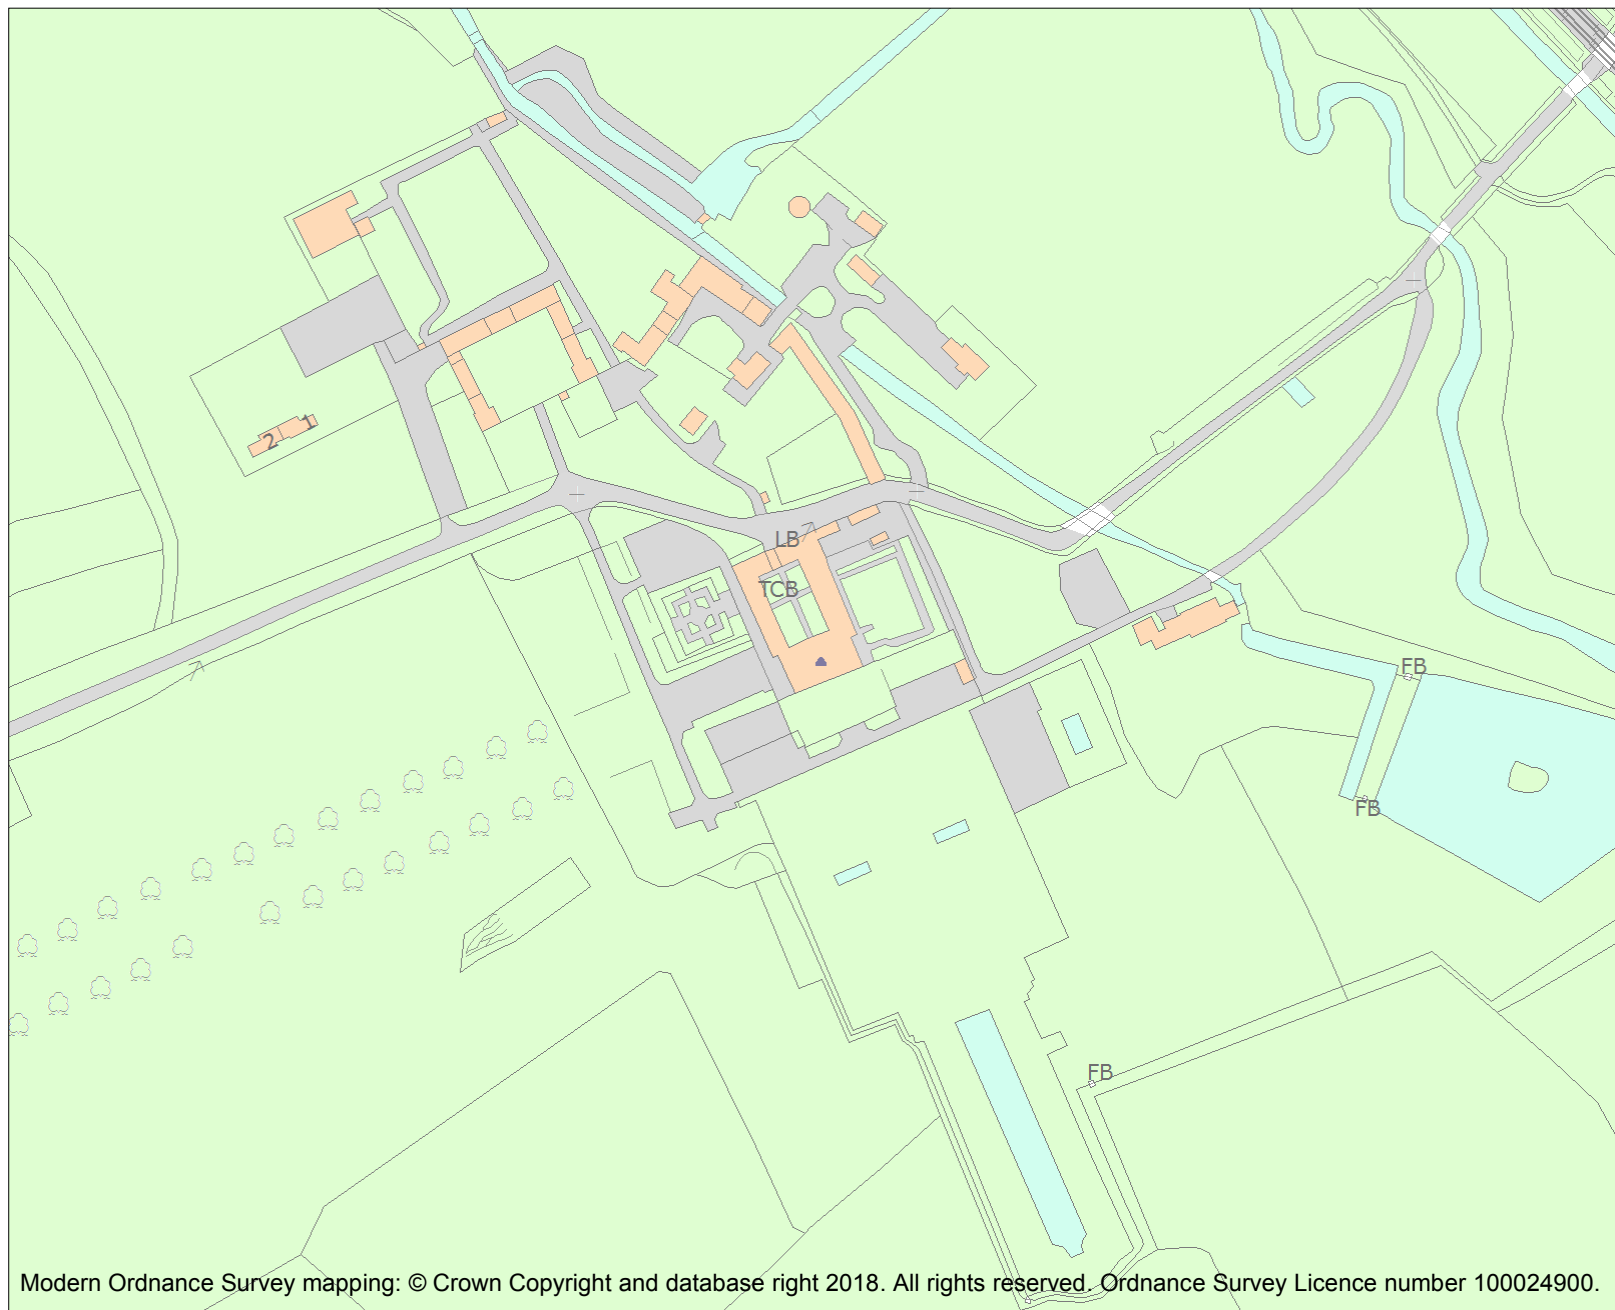 2 1
LB
TCB
FB
FB
FB
Modern Ordnance Survey mapping: © Crown Copyright and database right 2018. All rights reserved. Ordnance Survey Licence number 100024900.